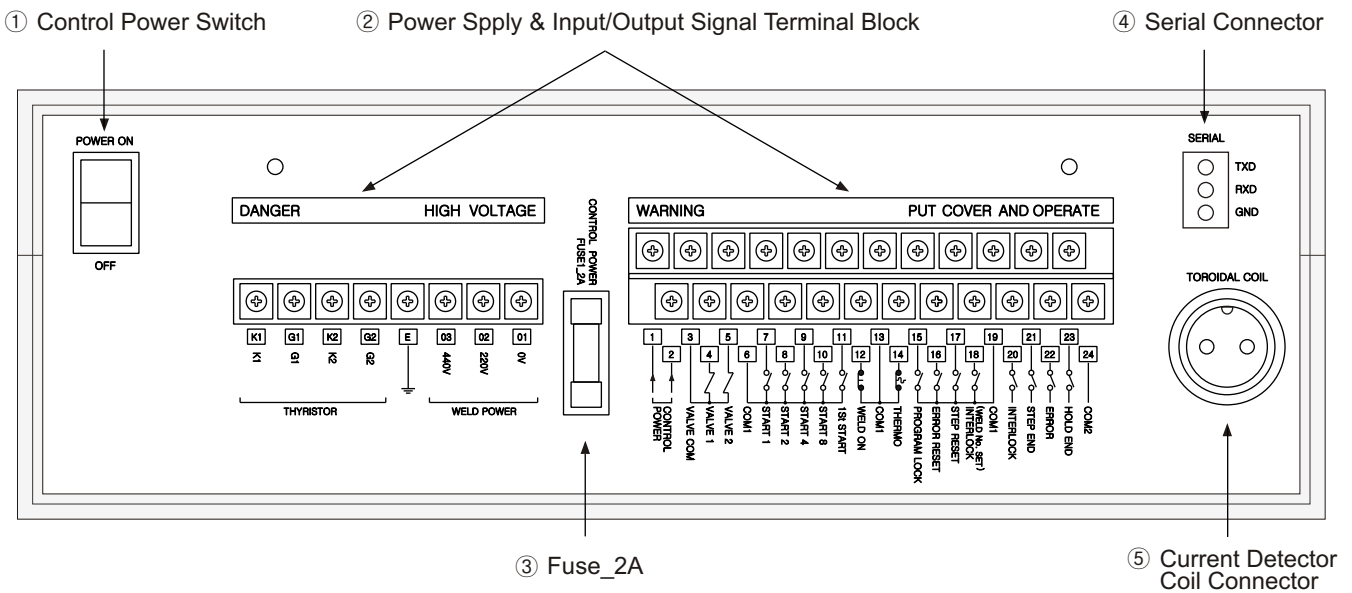 ① Control Power Switch
② Power Spply & Input/Output Signal Terminal Block
④ Serial Connector
POWER ON
OFF
DANGER HIGH VOLTAGE
K1 G1 K2 G2 E 03 02 01
K1 G1 K2 G2 440V 220V 0V
THYRISTOR WELD POWER
CONTROL POWER
FUSE1_2A
WARNING PUT COVER AND OPERATE
1 3 5 7 9 11 13 15 17 19 21 23
2 4 6 8 10 12 14 16 18 20 22 24
CONTROL
POWER
VALVE COM
VALVE 1
VALVE 2
COM1
START 1
START 2
START 4
START 8
1St START
WELD ON
COM1
THERMO
PROGRAM LOCK
ERROR RESET
STEP RESET
(WELD No. SET)
INTERLOCK
COM1
INTERLOCK
STEP END
ERROR
HOLD END
COM2
SERIAL
TXD
RXD
GND
TOROIDAL COIL
③ Fuse_2A
⑤ Current Detector
Coil Connector